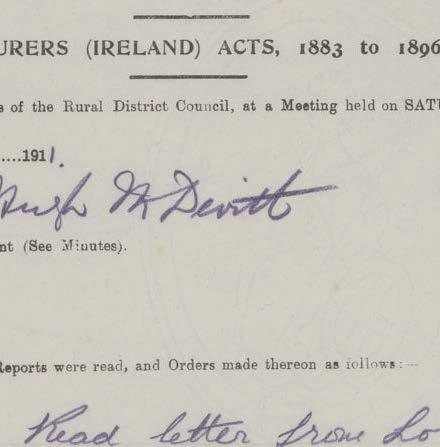 URERS (IRELAND) ACTS, 1883 to 1896
s of the Rural District Council, at a Meeting held on SATU
.....1911.
Hugh McDevitt
nt (See Minutes).
Reports were read, and Orders made thereon as follows:—
Read letter from Lo